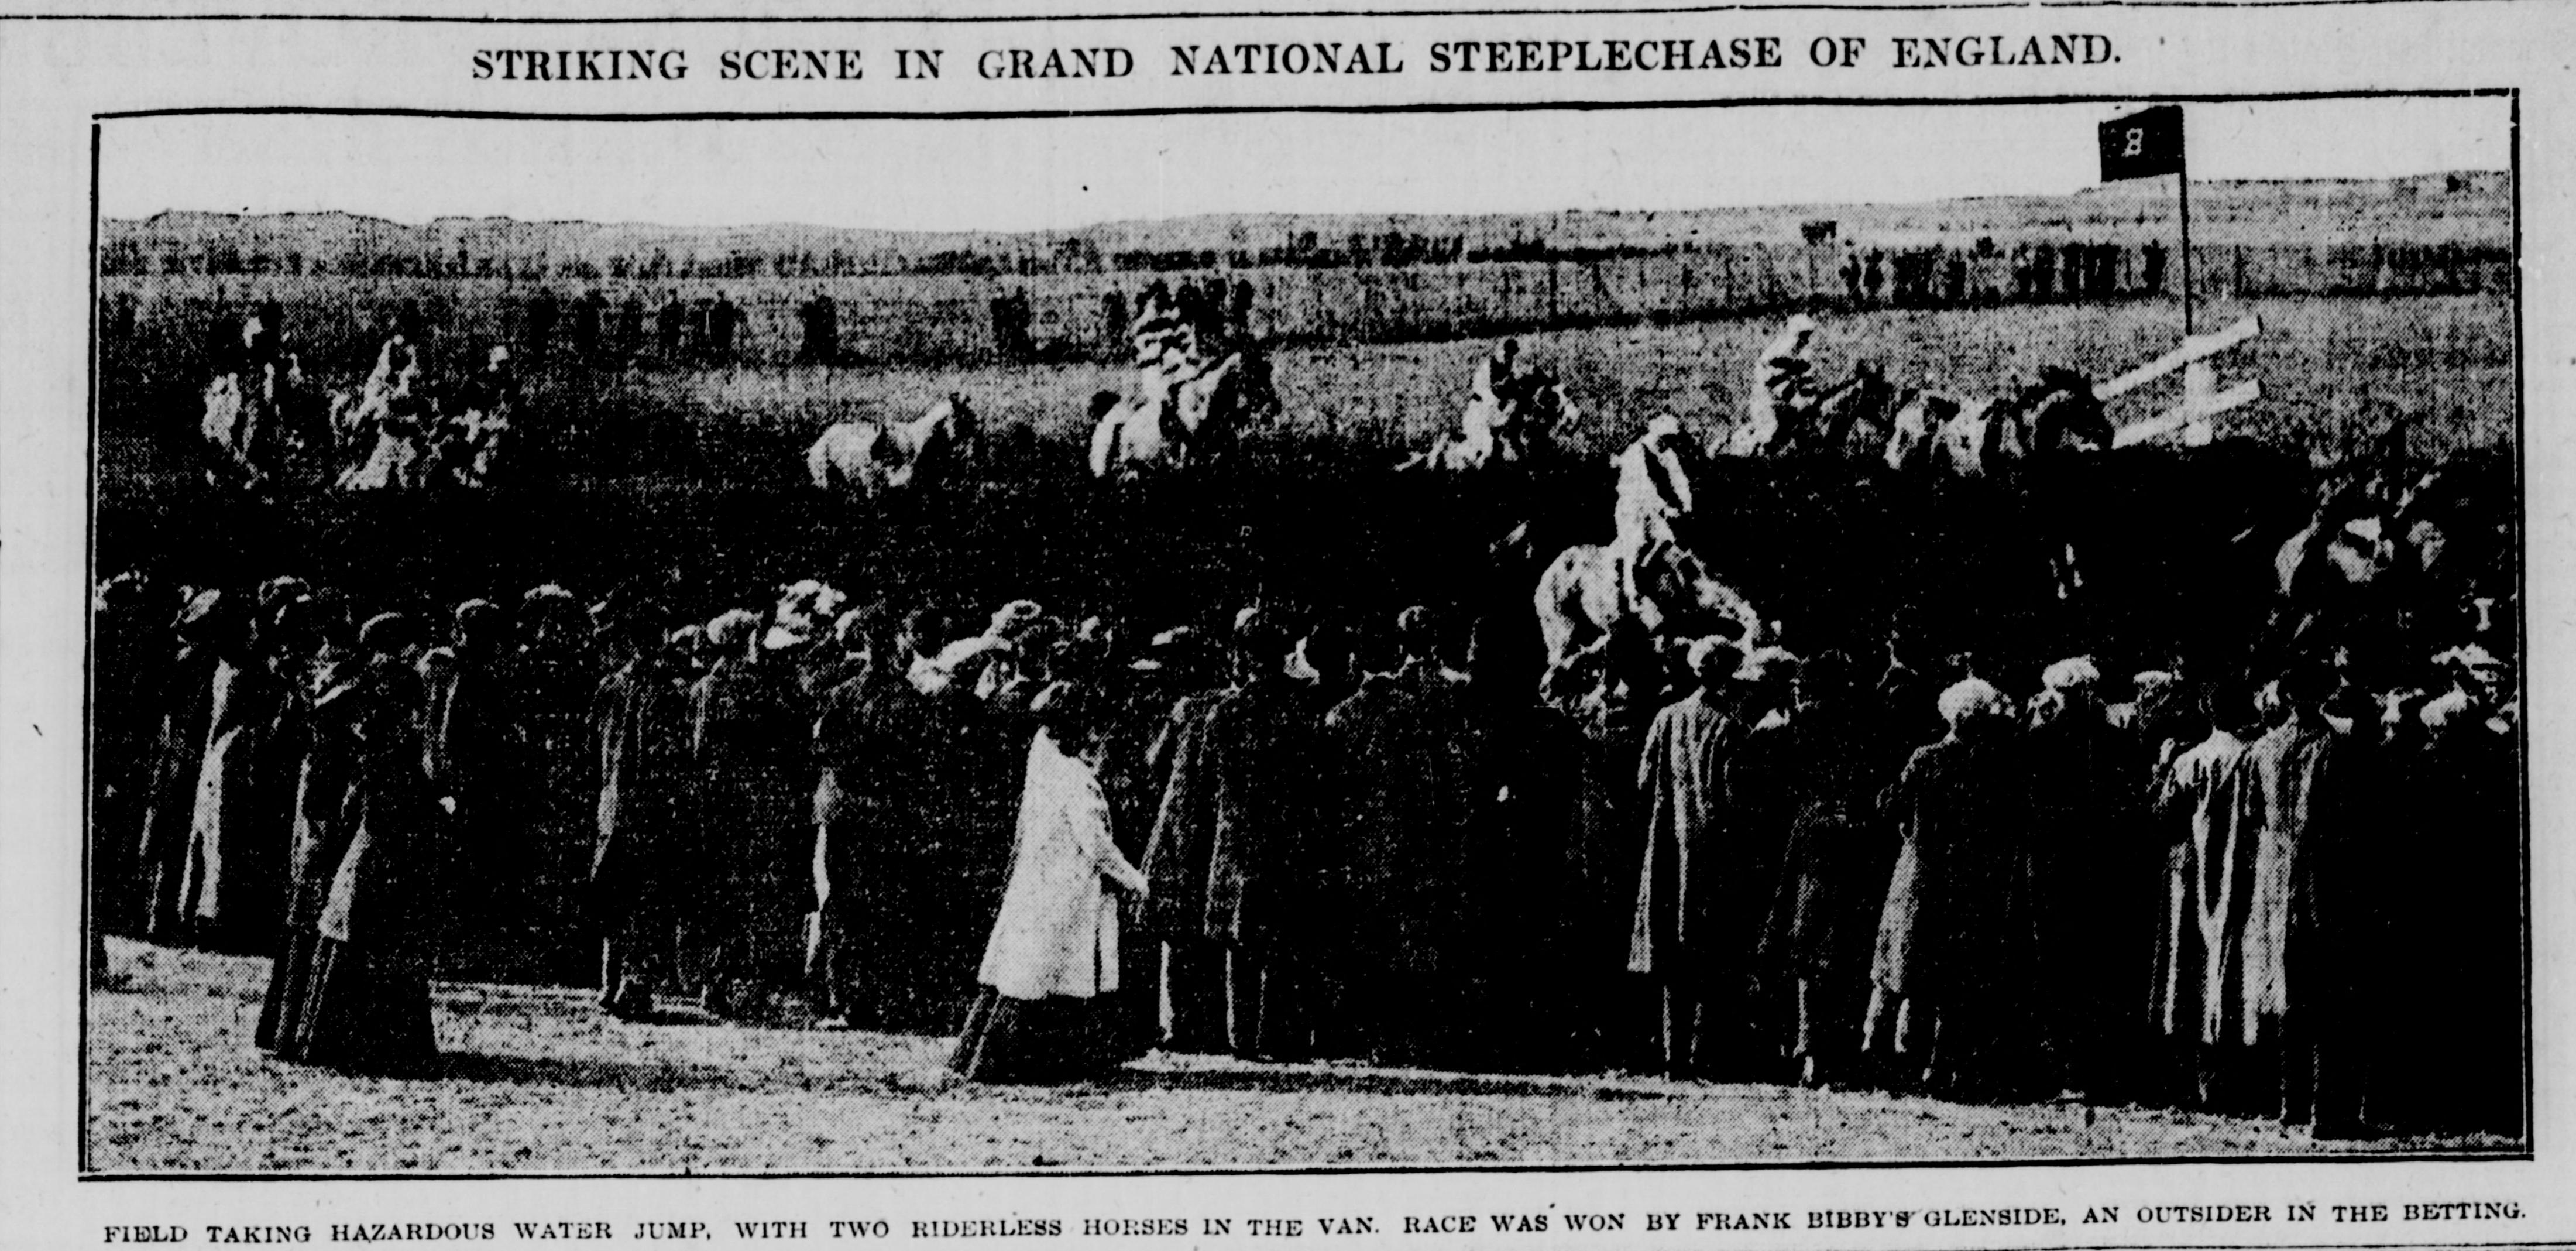 STRIKING SCENE IN GRAND NATIONAL STEEPLECHASE OF ENGLAND.
8
FIELD TAKING HAZARDOUS WATER JUMP, WITH TWO RIDERLESS HORSES IN THE VAN. RACE WAS WON BY FRANK BIBBY'S GLENSIDE, AN OUTSIDER IN THE BETTING.